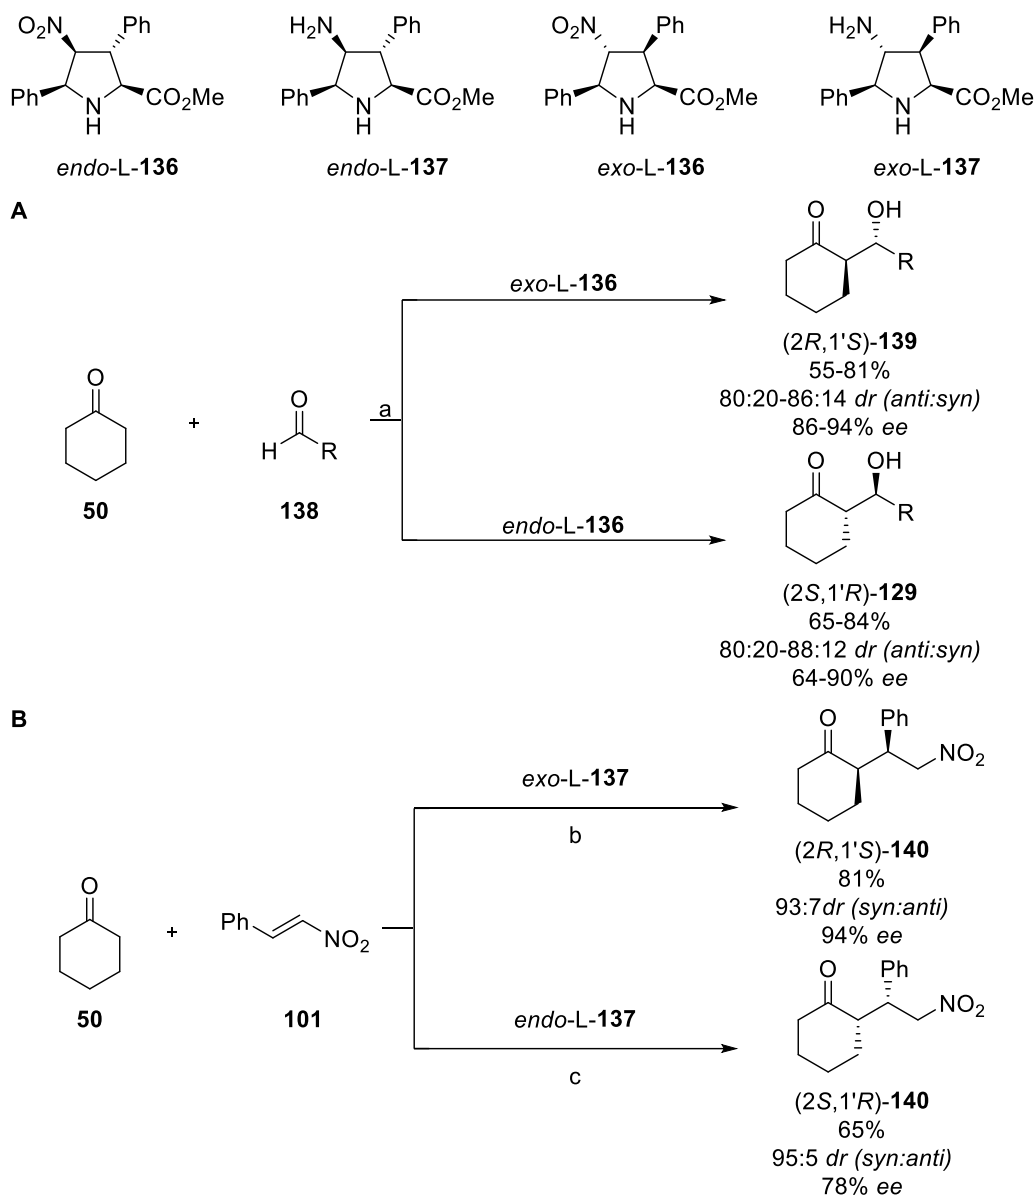 NO2 Ph H2N Ph NO2 Ph H2N Ph
Ph N H CO2Me Ph N H CO2Me Ph N H CO2Me Ph N H CO2Me
endo-L-136 endo-L-137 exo-L-136 exo-L-137
A
O OH
R
exo-L-136
(2R,1'S)-139
55-81%
80:20-86:14 dr (anti:syn)
86-94% ee
O + O H R a
50 138
O OH
R
endo-L-136
(2S,1'R)-129
65-84%
80:20-88:12 dr (anti:syn)
64-90% ee
B
O Ph
NO2
exo-L-137
b
(2R,1'S)-140
81%
93:7dr (syn:anti)
94% ee
O + Ph NO2
50 101
O Ph
NO2
endo-L-137
c
(2S,1'R)-140
65%
95:5 dr (syn:anti)
78% ee